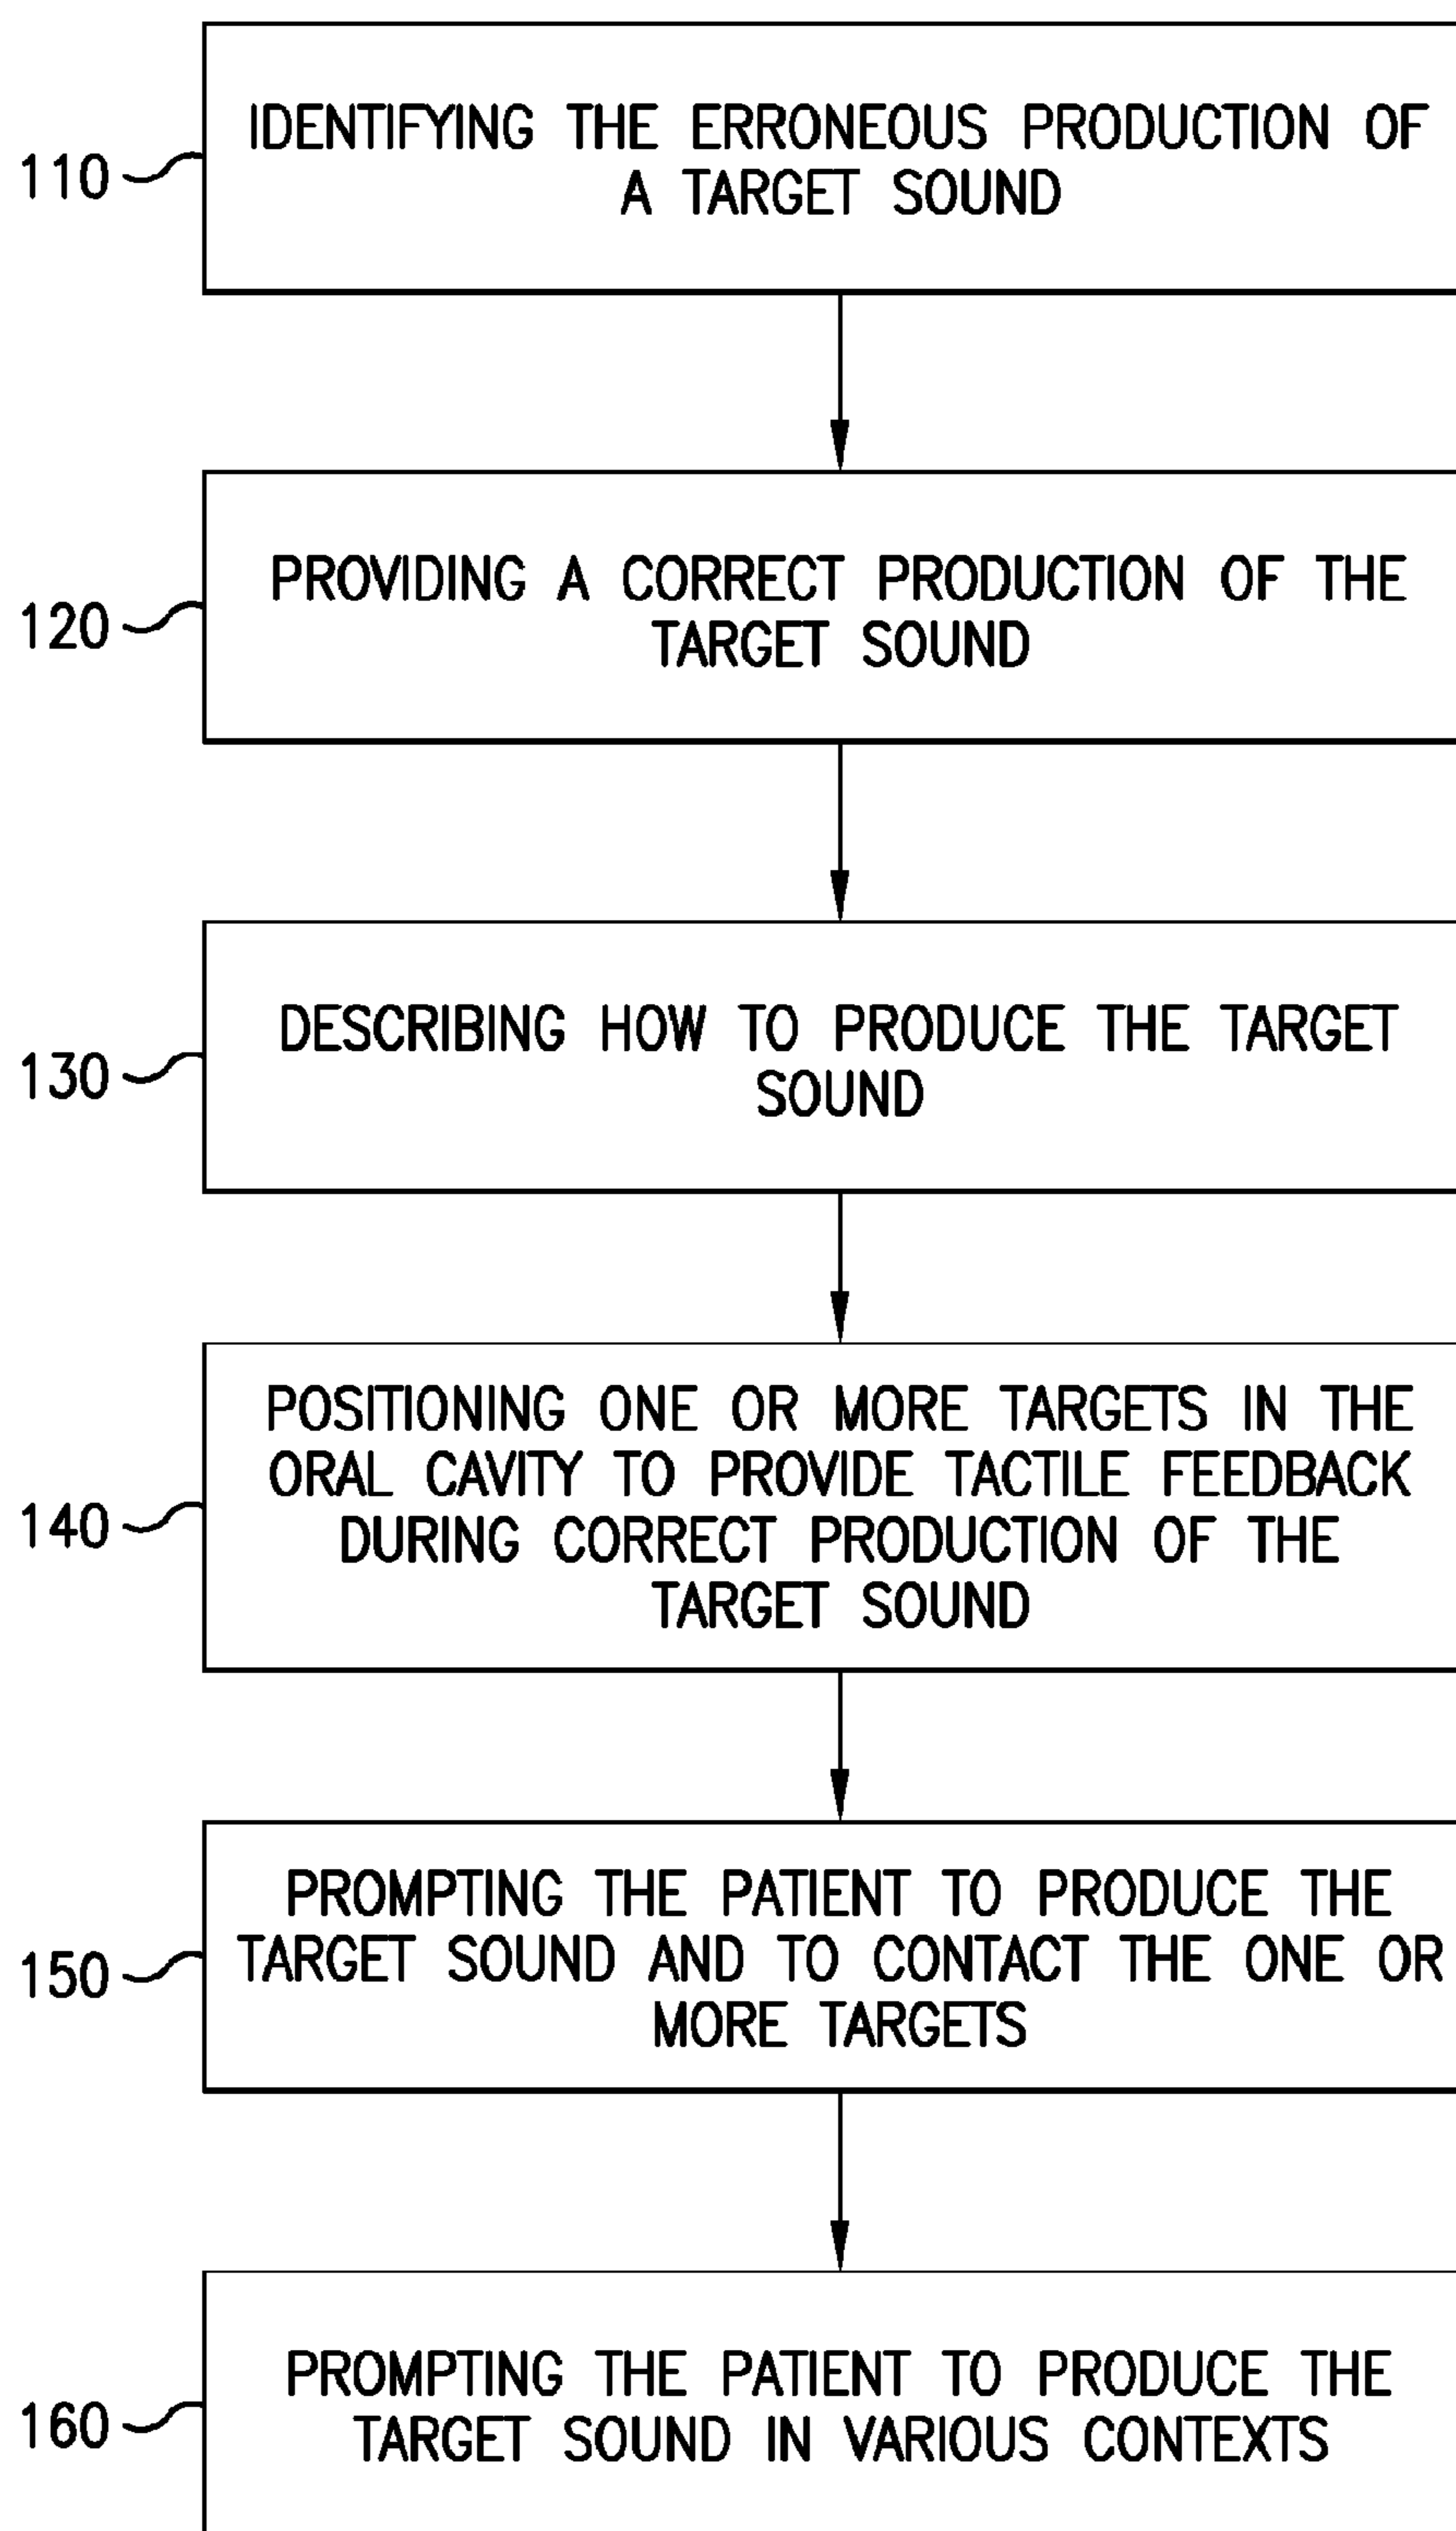 IDENTIFYING THE ERRONEOUS PRODUCTION OF
A TARGET SOUND
110
PROVIDING A CORRECT PRODUCTION OF THE
TARGET SOUND
120
DESCRIBING HOW TO PRODUCE THE TARGET
SOUND
130
POSITIONING ONE OR MORE TARGETS IN THE
ORAL CAVITY TO PROVIDE TACTILE FEEDBACK
DURING CORRECT PRODUCTION OF THE
TARGET SOUND
140
PROMPTING THE PATIENT TO PRODUCE THE
TARGET SOUND AND TO CONTACT THE ONE OR
MORE TARGETS
150
PROMPTING THE PATIENT TO PRODUCE THE
TARGET SOUND IN VARIOUS CONTEXTS
160